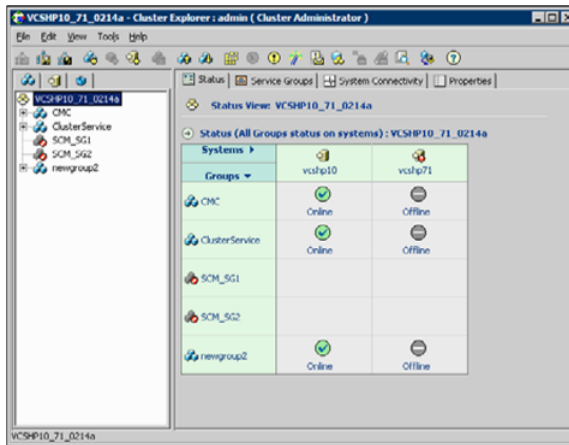 VCSHP10_71_0214a - Cluster Explorer : admin ( Cluster Administrator )
File Edit View Tools Help
VCSHP10_71_0214a
CMC
ClusterService
SCM_SG1
SCM_SG2
newgroup2
Status Service Groups System Connectivity Properties
Status View: VCSHP10_71_0214a
Status (All Groups status on systems) : VCSHP10_71_0214a
Systems
Groups
vcshp10 vcshp71
CMC Online Offline
ClusterService Online Offline
SCM_SG1
SCM_SG2
newgroup2 Online Offline
VCSHP10_71_0214a